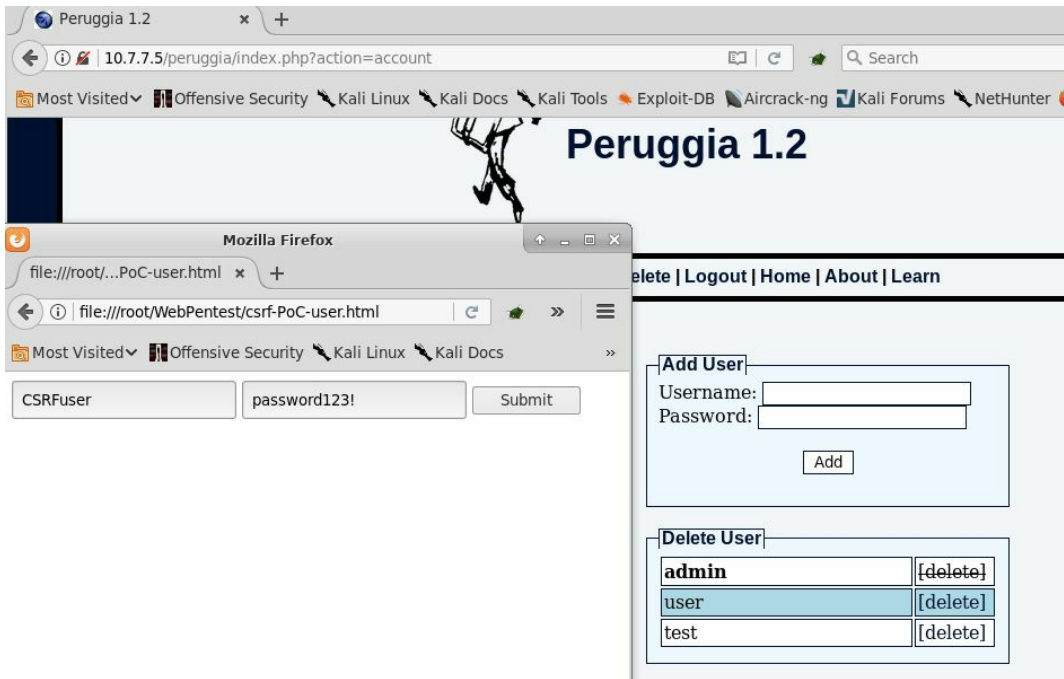 Peruggia 1.2
10.7.7.5/peruggia/index.php?action=account
Search
Most Visited Offensive Security Kali Linux Kali Docs Kali Tools Exploit-DB Aircrack-ng Kali Forums NetHunter
Peruggia 1.2
Mozilla Firefox
file:///root/...PoC-user.html
file:///root/WebPentest/csrf-PoC-user.html
Most Visited Offensive Security Kali Linux Kali Docs
CSRFuser password123! Submit
elete | Logout | Home | About | Learn
Add User
Username:
Password:
Add
Delete User
admin [delete]
user [delete]
test [delete]